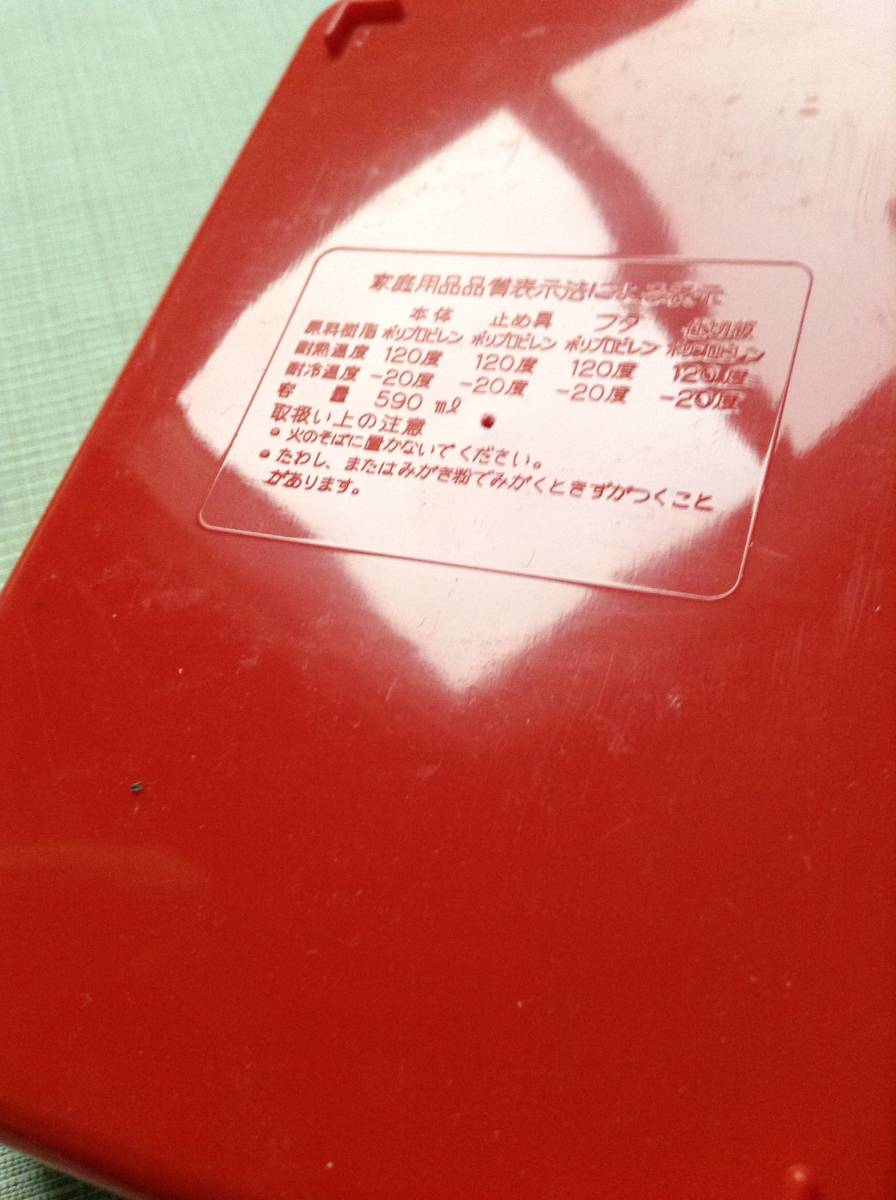 家庭用品品質表示法による表示
本体 止め具 フタ 仕切板
原料樹脂 ポリプロピレン ポリプロピレン ポリプロピレン ポリプロピレン
耐熱温度 120度 120度 120度 120度
耐冷温度 -20度 -20度 -20度 -20度
容量 590 ml
取扱い上の注意
●火のそばに置かないでください。
●たわし、またはみがき粉でみがくときずがつくこと
があります。